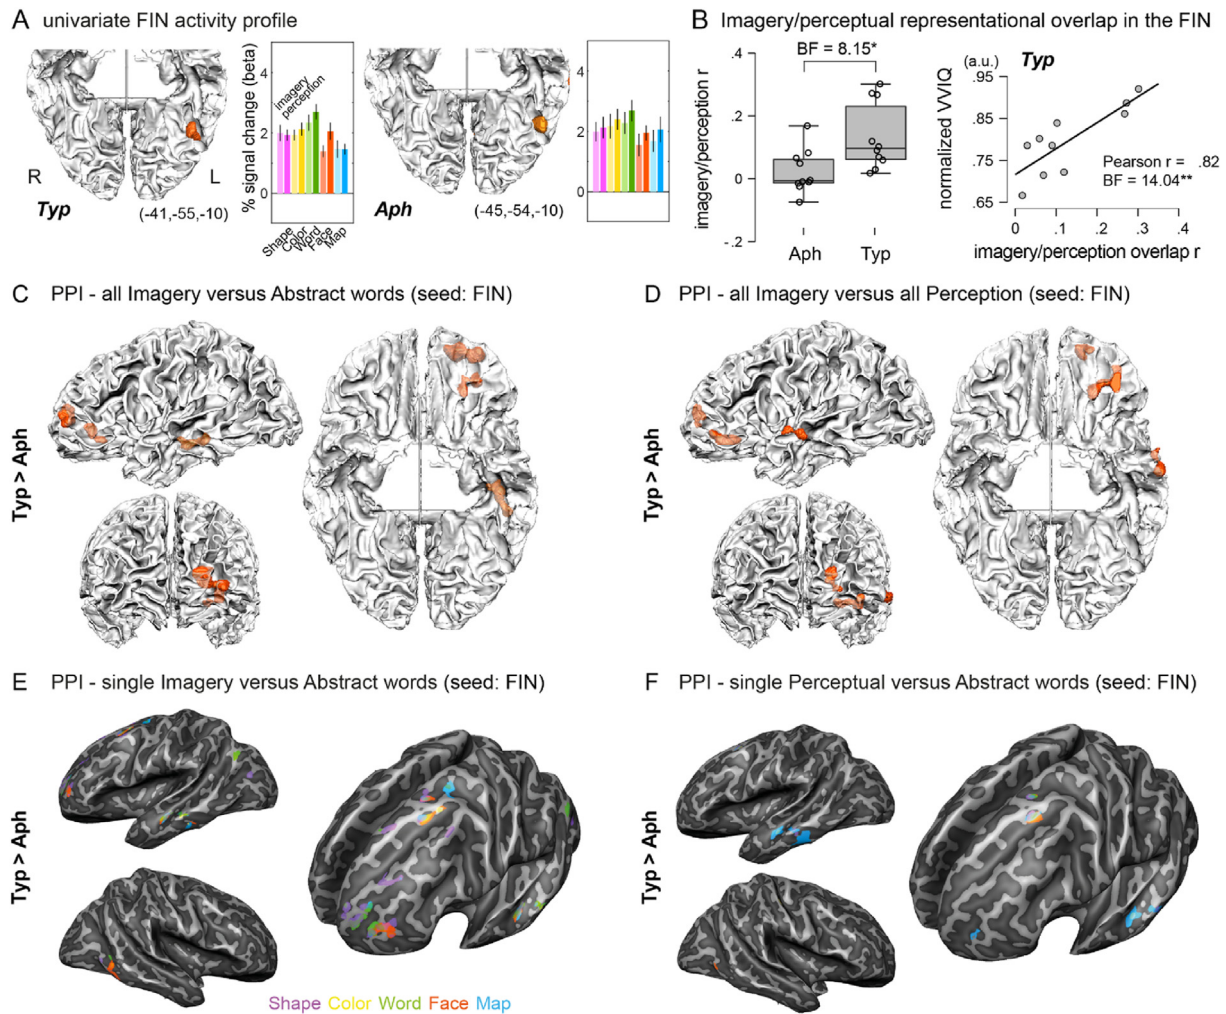 A univariate FIN activity profile
% signal change (beta)
4
2
0
imagery
perception
4
2
0
R
L
Typ
(-41,-55,-10)
Aph
(-45,-54,-10)
Shape
Color
Word
Face
Map
B Imagery/perceptual representational overlap in the FIN
BF = 8.15*
imagery/perception r
.4
.2
0
-.2
Aph
Typ
(a.u.)
Typ
normalized VVIQ
.95
.85
.75
.65
Pearson r = .82
BF = 14.04**
0 .1 .2 .3 .4
imagery/perception overlap r
C PPI - all Imagery versus Abstract words (seed: FIN)
Typ > Aph
D PPI - all Imagery versus all Perception (seed: FIN)
Typ > Aph
E PPI - single Imagery versus Abstract words (seed: FIN)
Typ > Aph
F PPI - single Perceptual versus Abstract words (seed: FIN)
Typ > Aph
Shape Color Word Face Map